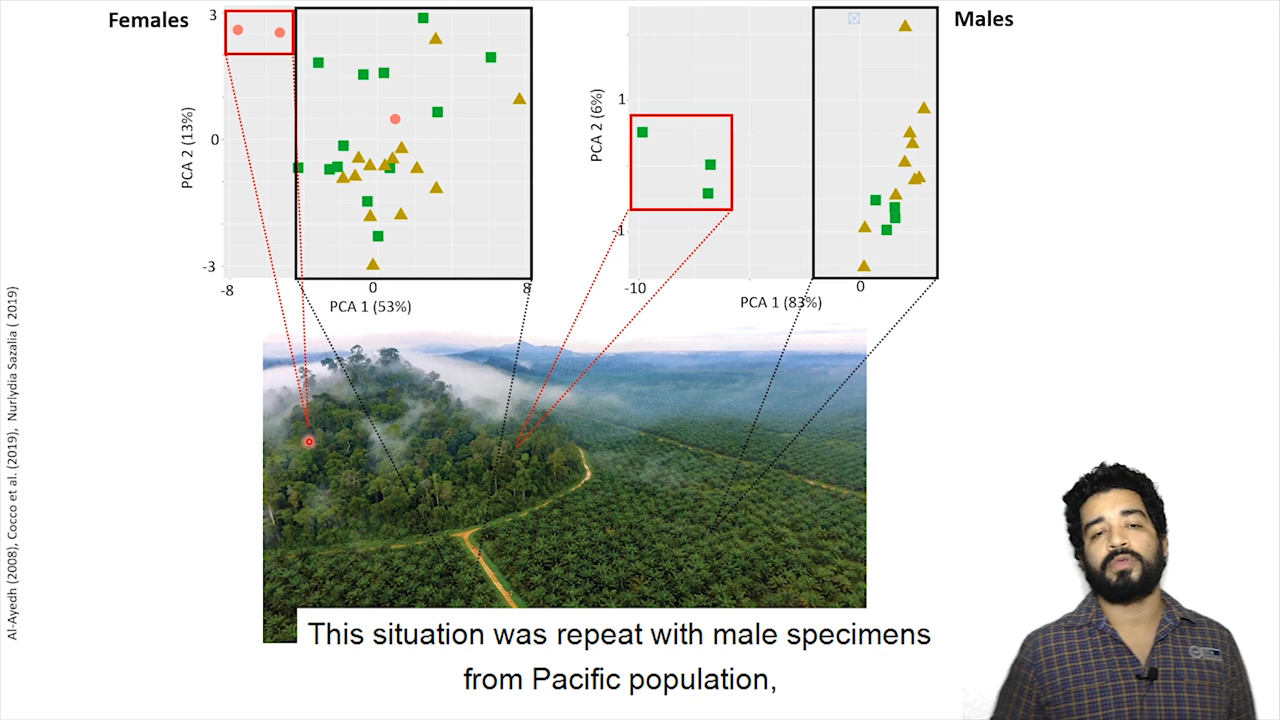 Females
Males
3
0
-3
PCA 2 (13%)
-8
0
8
PCA 1 (53%)
1
-1
PCA 2 (6%)
-10
0
PCA 1 (83%)
Al-Ayedh (2008), Cocco et al. (2019), Nurlydia Sazalia ( 2019)
This situation was repeat with male specimens
from Pacific population,